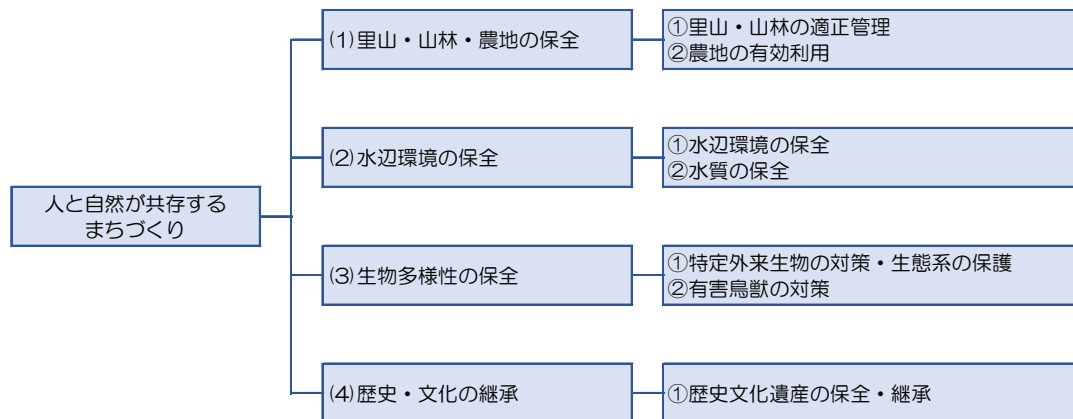 人と自然が共存する
まちづくり
(1)里山・山林・農地の保全
①里山・山林の適正管理
②農地の有効利用
(2)水辺環境の保全
①水辺環境の保全
②水質の保全
(3)生物多様性の保全
①特定外来生物の対策・生態系の保護
②有害鳥獣の対策
(4)歴史・文化の継承
①歴史文化遺産の保全・継承